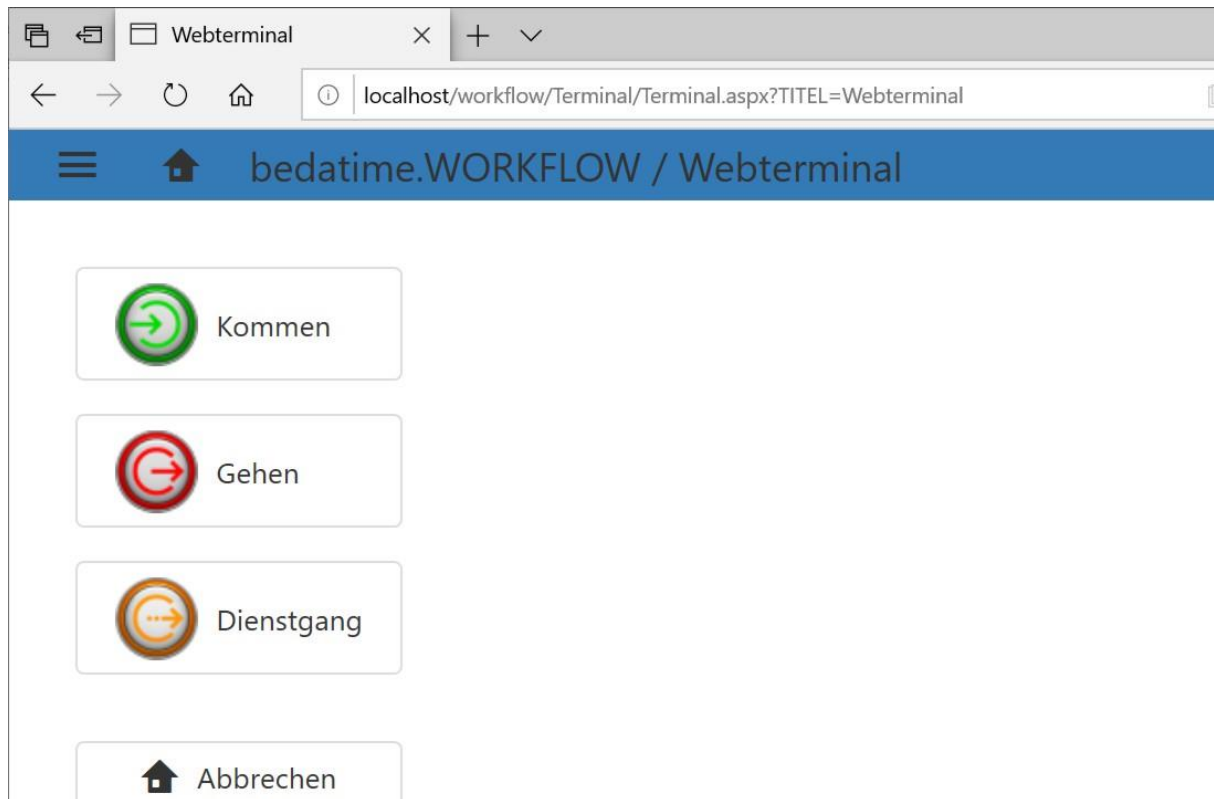 Webterminal
localhost/workflow/Terminal/Terminal.aspx?TITEL=Webterminal
bedatime.WORKFLOW / Webterminal
Kommen
Gehen
Dienstgang
Abbrechen